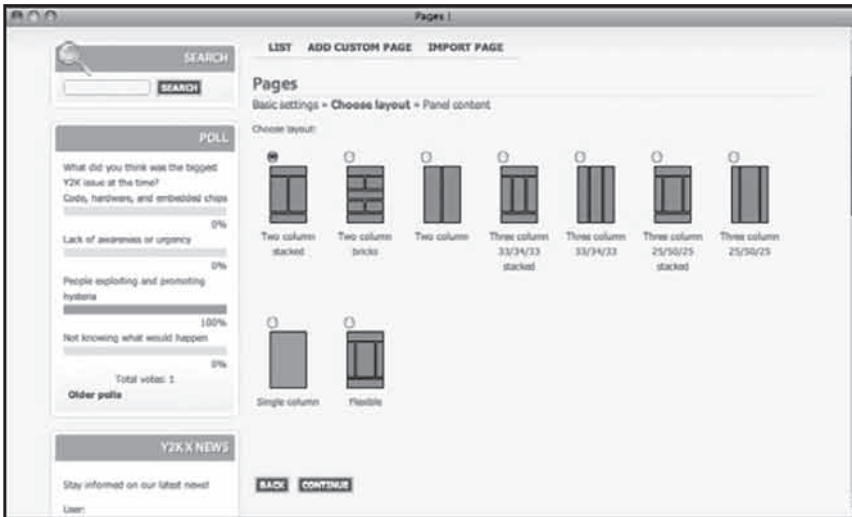 Pages |
SEARCH
SEARCH
POLL
What did you think was the biggest
Y2K issue at the time?
Code, hardware, and embedded chips
0%
Lack of awareness or urgency
0%
People exploiting and promoting
hysteria
100%
Not knowing what would happen
0%
Total votes: 1
Older polls
Y2K X NEWS
Stay informed on our latest news!
User:
LIST ADD CUSTOM PAGE IMPORT PAGE
Pages
Basic settings » Choose layout » Panel content
Choose layout:
Two column
stacked
Two column
bricks
Two column
Three column
33/34/33
stacked
Three column
33/34/33
Three column
25/50/25
stacked
Three column
25/50/25
Single column
Flexible
BACK CONTINUE